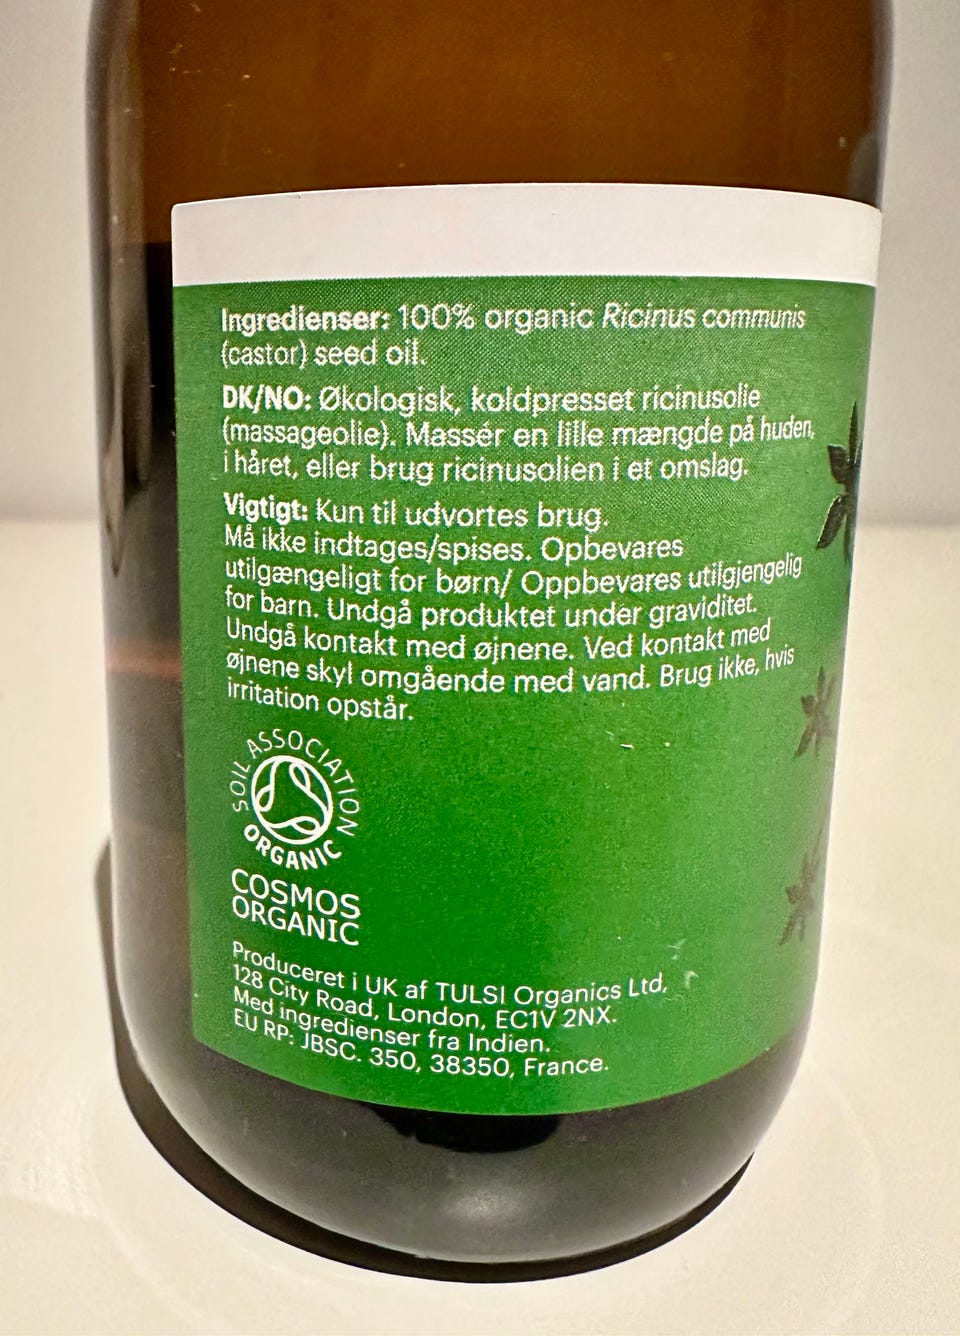 Ingredienser: 100% organic Ricinus communis
(castor) seed oil.
DK/NO: Økologisk, koldpresset ricinusolie
(massageolie). Massér en lille mængde på huden,
i håret, eller brug ricinusolien i et omslag.
Vigtigt: Kun til udvortes brug.
Må ikke indtages/spises. Opbevares
utilgængeligt for børn/ Oppbevares utilgjengelig
for barn. Undgå produktet under graviditet.
Undgå kontakt med øjnene. Ved kontakt med
øjnene skyl omgående med vand. Brug ikke, hvis
irritation opstår.
SOIL ASSOCIATION
ORGANIC
COSMOS
ORGANIC
Produceret i UK af TULSI Organics Ltd,
128 City Road, London, EC1V 2NX.
Med ingredienser fra Indien.
EU RP: JBSC. 350, 38350, France.